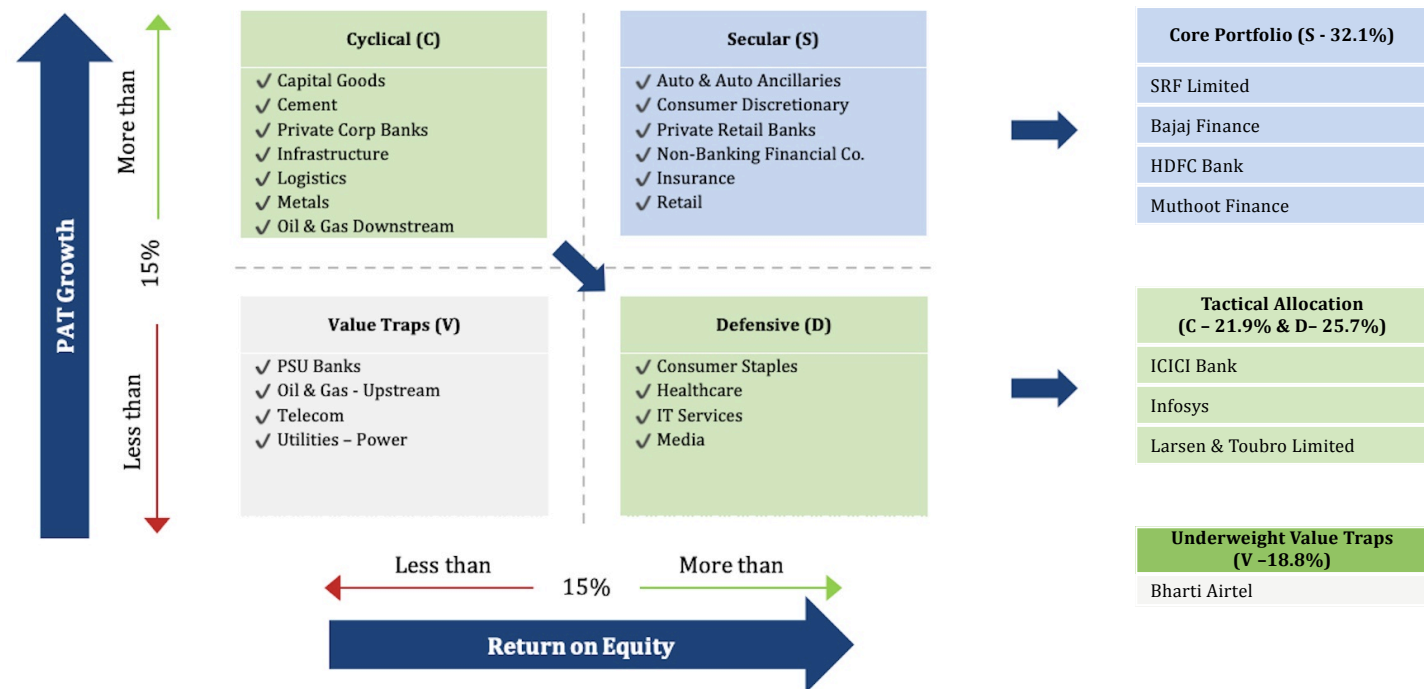 PAT Growth
More than
15%
Less than
Cyclical (C)
Capital Goods
Cement
Private Corp Banks
Infrastructure
Logistics
Metals
Oil & Gas Downstream
Secular (S)
Auto & Auto Ancillaries
Consumer Discretionary
Private Retail Banks
Non-Banking Financial Co.
Insurance
Retail
Value Traps (V)
PSU Banks
Oil & Gas - Upstream
Telecom
Utilities – Power
Defensive (D)
Consumer Staples
Healthcare
IT Services
Media
Less than
15%
More than
Return on Equity
Core Portfolio (S - 32.1%)
SRF Limited
Bajaj Finance
HDFC Bank
Muthoot Finance
Tactical Allocation
(C – 21.9% & D– 25.7%)
ICICI Bank
Infosys
Larsen & Toubro Limited
Underweight Value Traps
(V –18.8%)
Bharti Airtel